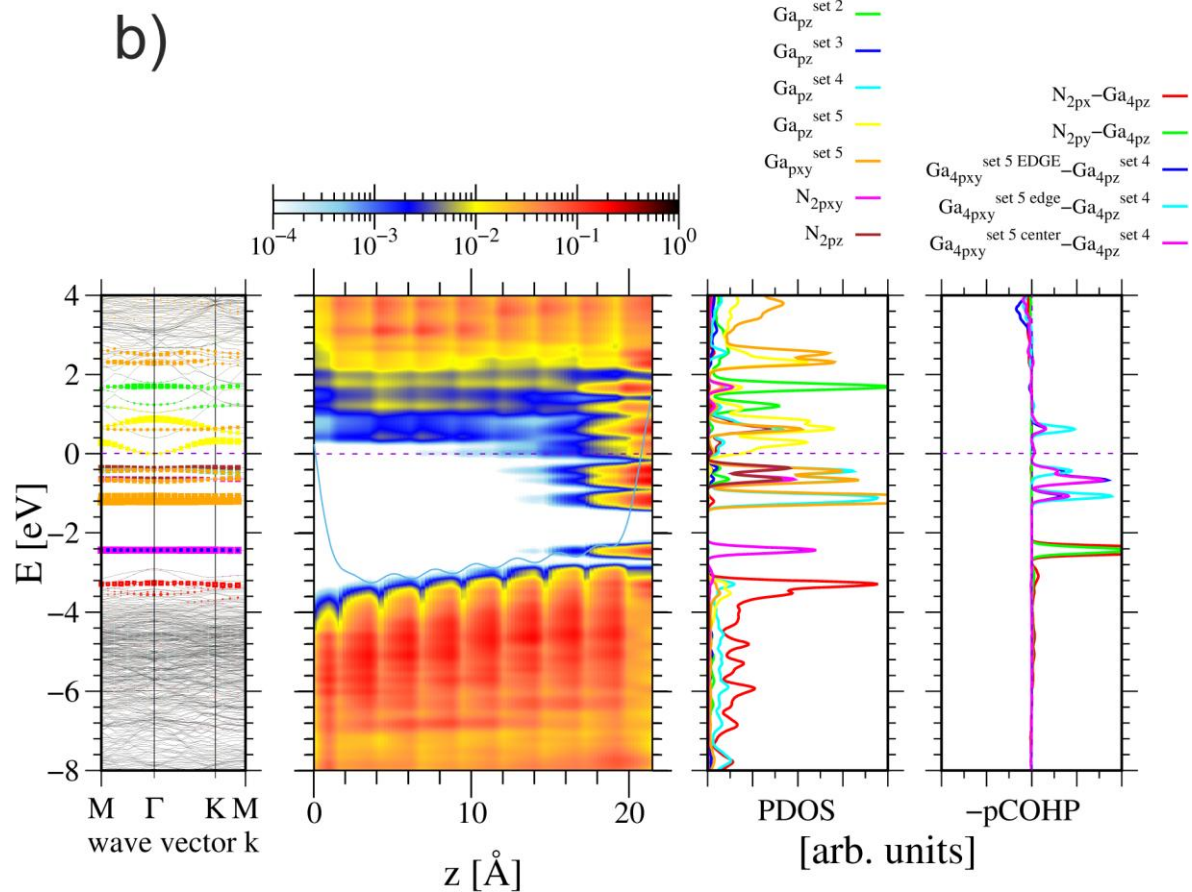 b)
Ga_pz^set 2
Ga_pz^set 3
Ga_pz^set 4
Ga_pz^set 5
Ga_pxy^set 5
N_2pxy
N_2pz
N_2px–Ga_4pz
N_2py–Ga_4pz
Ga_4pxy^set 5 EDGE–Ga_4pz^set 4
Ga_4pxy^set 5 edge–Ga_4pz^set 4
Ga_4pxy^set 5 center–Ga_4pz^set 4
10^-4 10^-3 10^-2 10^-1 10^0
E [eV]
4
2
0
-2
-4
-6
-8
M Γ K M
wave vector k
0 10 20
z [Å]
PDOS
-pCOHP
[arb. units]